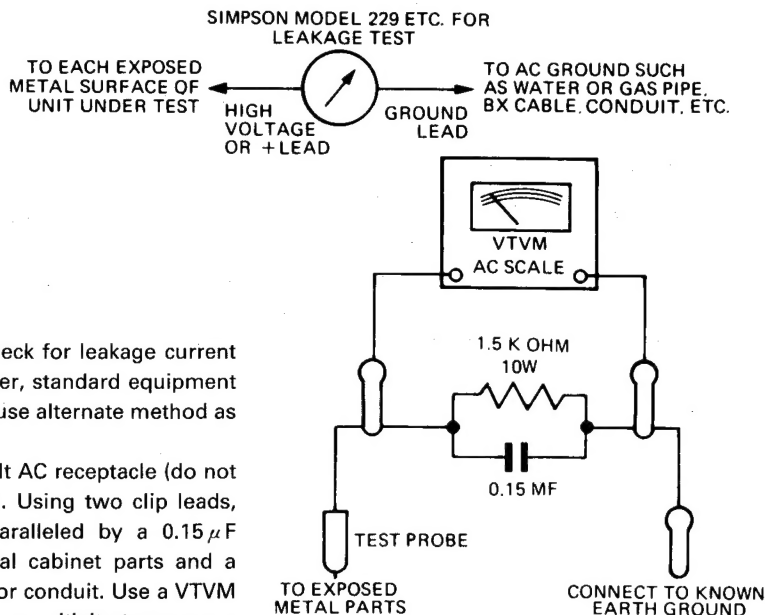 SIMPSON MODEL 229 ETC. FOR
LEAKAGE TEST
TO EACH EXPOSED
METAL SURFACE OF
UNIT UNDER TEST
HIGH
VOLTAGE
OR +LEAD
GROUND
LEAD
TO AC GROUND SUCH
AS WATER OR GAS PIPE.
BX CABLE. CONDUIT. ETC.
VTVM
AC SCALE
1.5 K OHM
10W
0.15 MF
TEST PROBE
TO EXPOSED
METAL PARTS
CONNECT TO KNOWN
EARTH GROUND
eck for leakage current
er, standard equipment
use alternate method as
lt AC receptacle (do not
. Using two clip leads,
aralleled by a 0.15 μF
al cabinet parts and a
or conduit. Use a VTVM